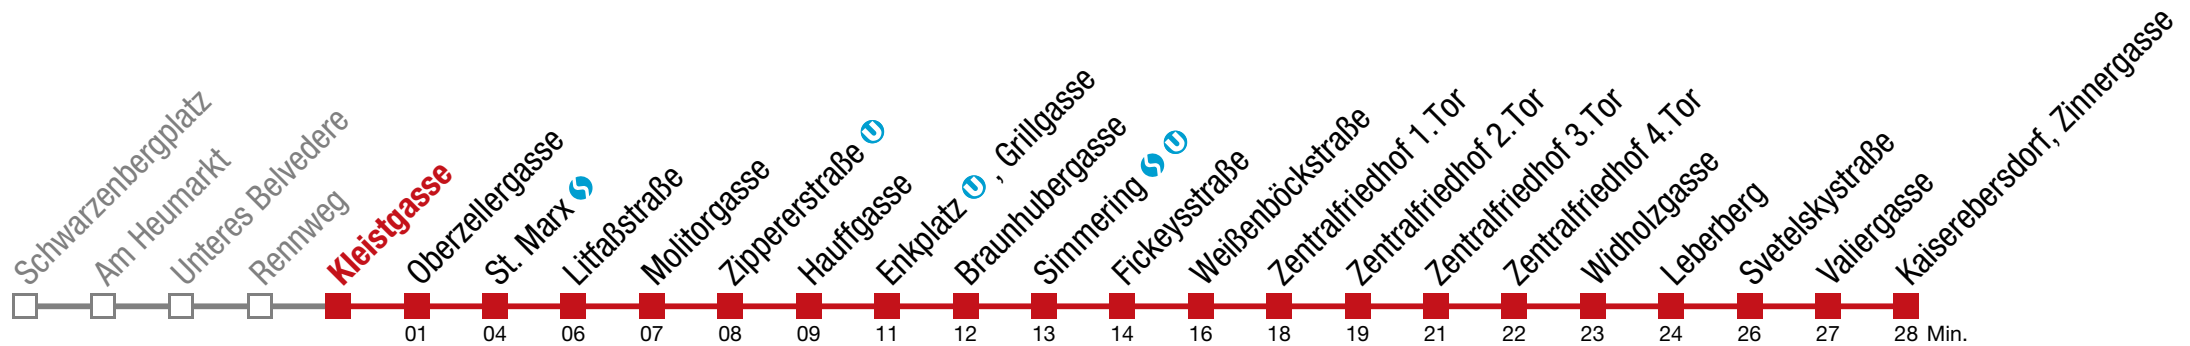 Schwarzenbergplatz
Am Heumarkt
Unteres Belvedere
Rennweg
Kleistgasse
Oberzellergasse
St. Marx S
Litfaßstraße
Molitorgasse
Zippererstraße U
Hauffgasse
Enkplatz U , Grillgasse
Braunhubergasse
Simmering S U
Fickeysstraße
Weißenböckstraße
Zentralfriedhof 1.Tor
Zentralfriedhof 2.Tor
Zentralfriedhof 3.Tor
Zentralfriedhof 4.Tor
Widholzgasse
Leberberg
Svetelskystraße
Valiergasse
Kaiserebersdorf, Zinnergasse
01 04 06 07 08 09 11 12 13 14 16 18 19 21 22 23 24 26 27 28 Min.